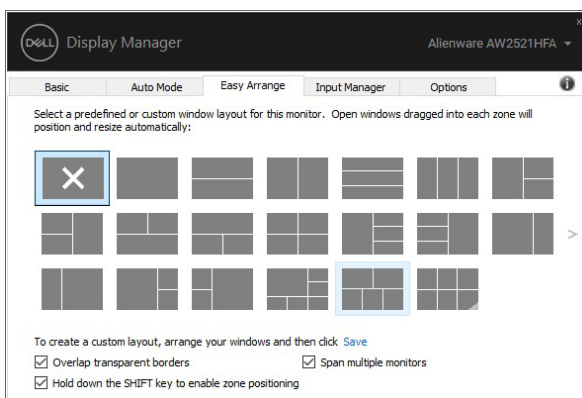 DELL Display Manager Alienware AW2521HFA
Basic Auto Mode Easy Arrange Input Manager Options
Select a predefined or custom window layout for this monitor. Open windows dragged into each zone will
position and resize automatically:
To create a custom layout, arrange your windows and then click Save
Overlap transparent borders Span multiple monitors
Hold down the SHIFT key to enable zone positioning